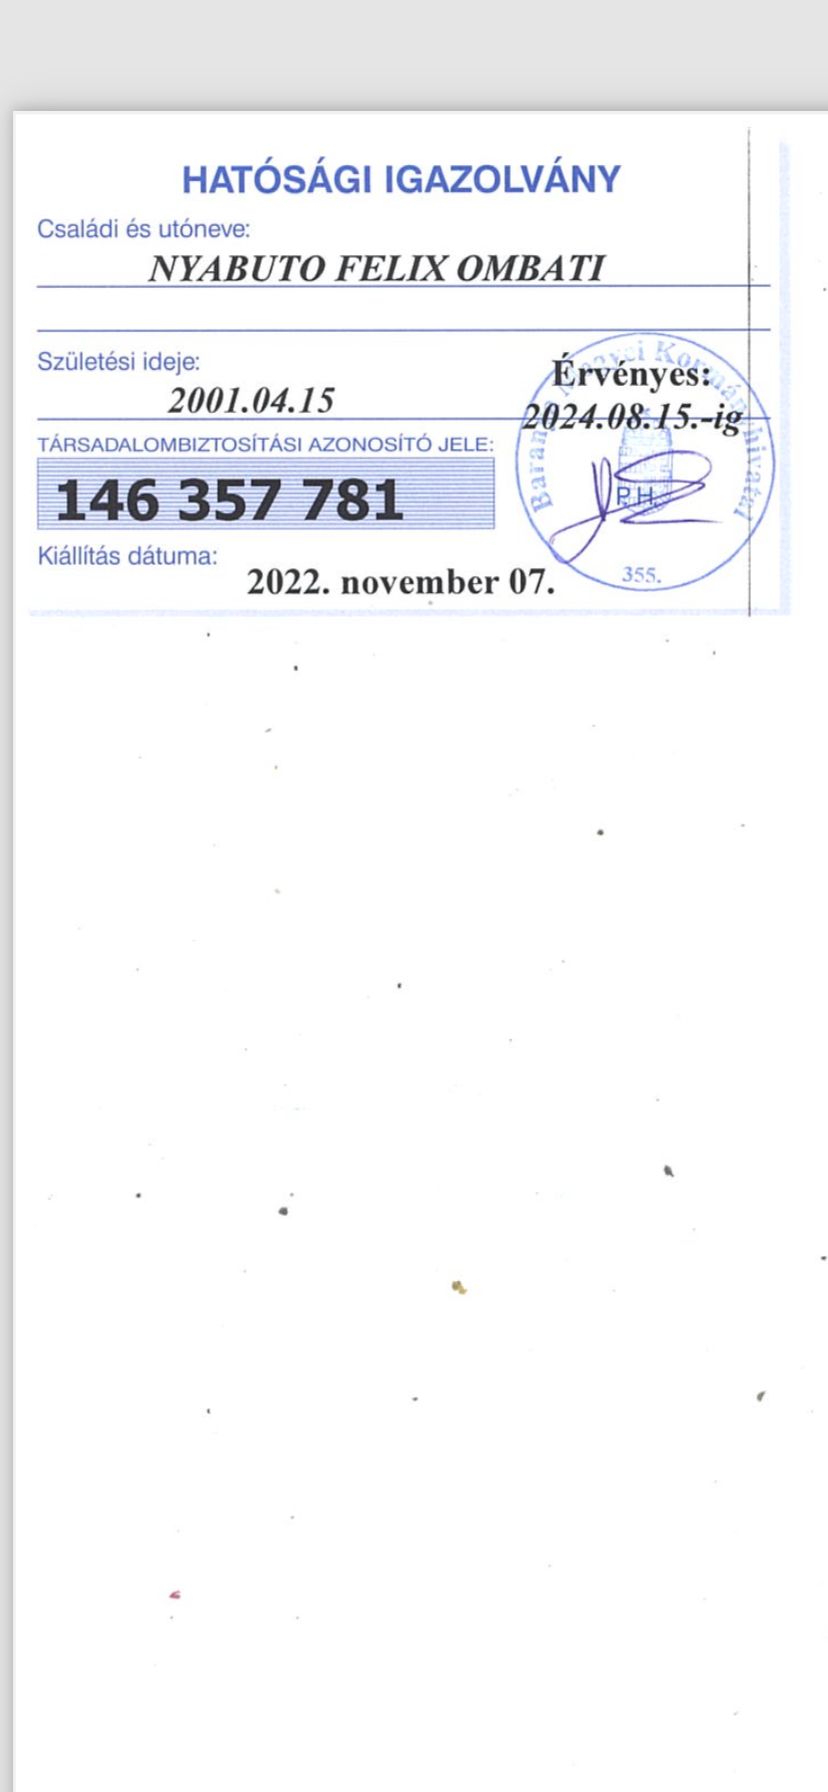 HATÓSÁGI IGAZOLVÁNY
Családi és utóneve:
NYABUTO FELIX OMBATI
Születési ideje:
2001.04.15
Érvényes:
2024.08.15.-ig
TÁRSADALOMBIZTOSÍTÁSI AZONOSÍTÓ JELE:
146 357 781
Kiállítás dátuma:
2022. november 07.
Baranya Megyei Kormányhivatal
P.H.
355.